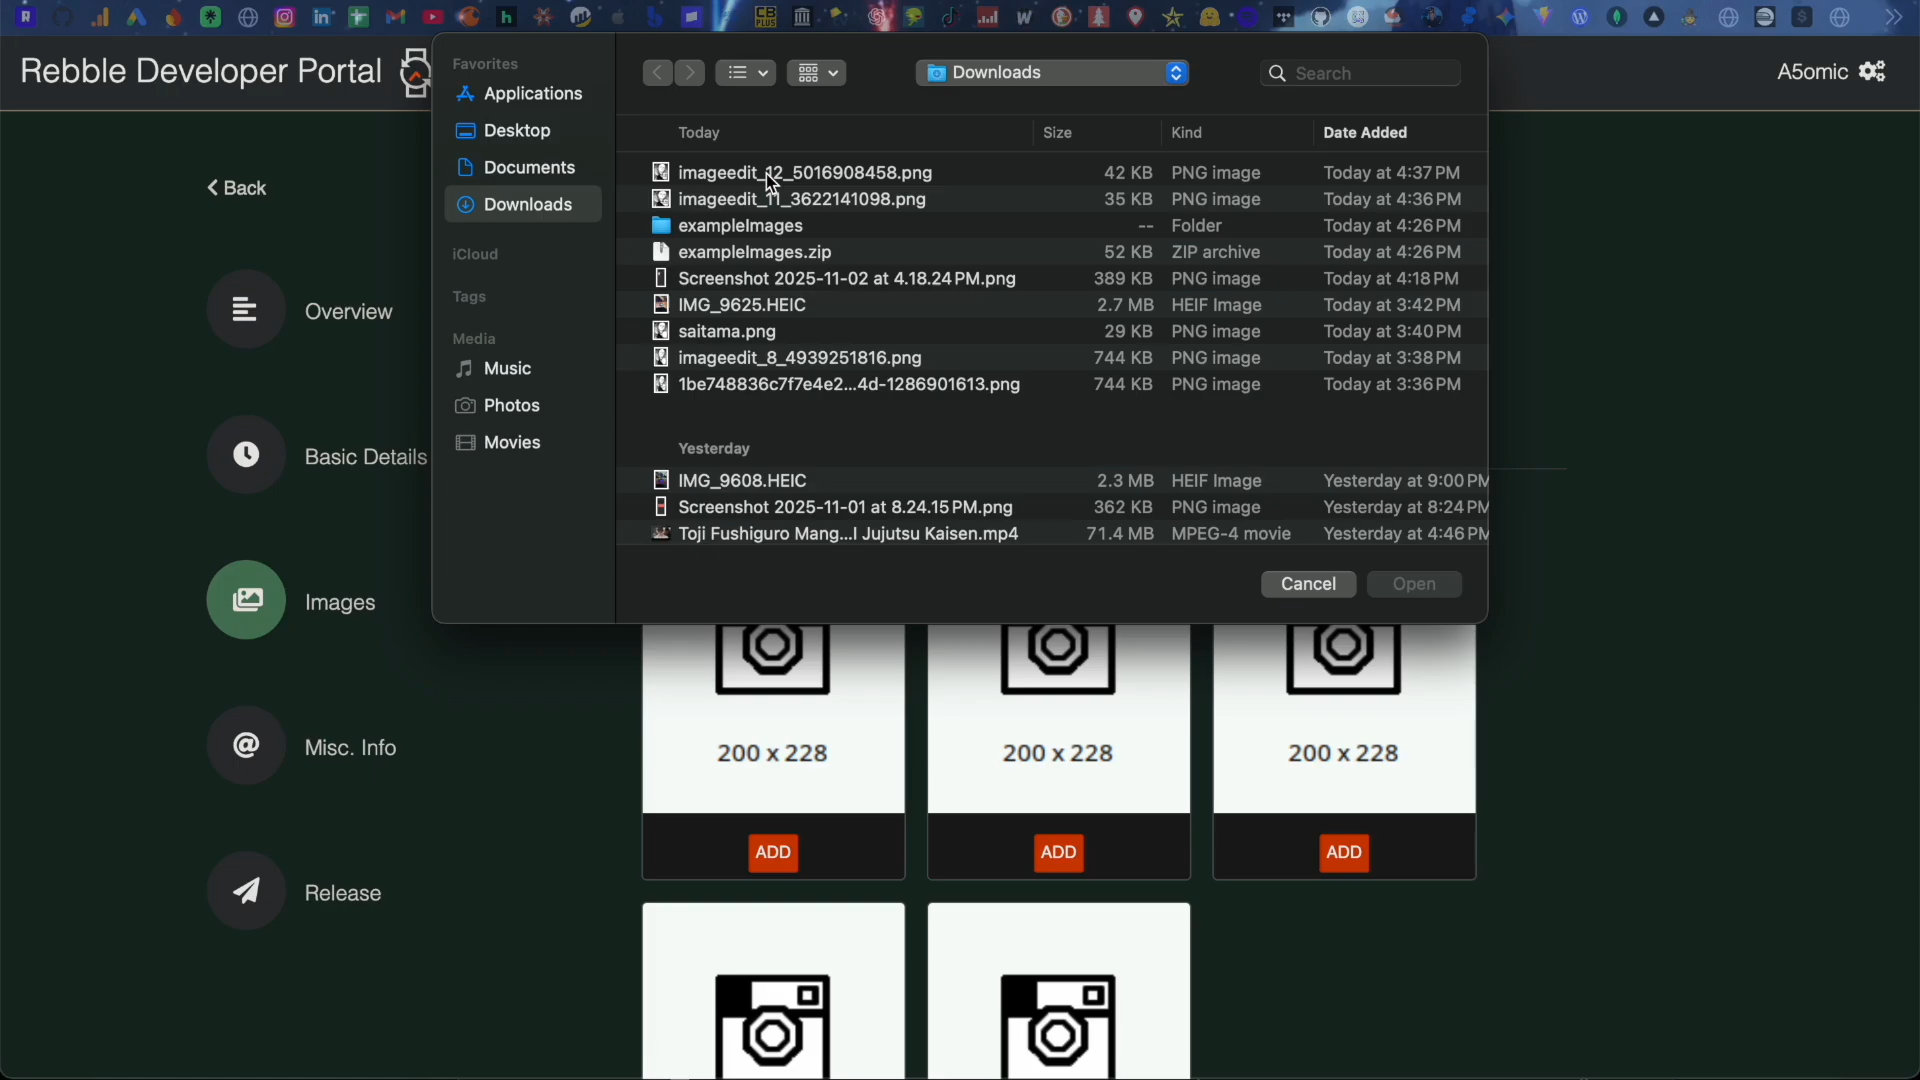 Rebble Developer Portal
A5omic
Back
Overview
Basic Details
Images
Misc. Info
Release
Favorites
Applications
Desktop
Documents
Downloads
iCloud
Tags
Media
Music
Photos
Movies
Downloads
Search
Today Size Kind Date Added
imageedit_12_5016908458.png 42 KB PNG image Today at 4:37 PM
imageedit_11_3622141098.png 35 KB PNG image Today at 4:36 PM
exampleImages -- Folder Today at 4:26 PM
exampleImages.zip 52 KB ZIP archive Today at 4:26 PM
Screenshot 2025-11-02 at 4.18.24 PM.png 389 KB PNG image Today at 4:18 PM
IMG_9625.HEIC 2.7 MB HEIF Image Today at 3:42 PM
saitama.png 29 KB PNG image Today at 3:40 PM
imageedit_8_4939251816.png 744 KB PNG image Today at 3:38 PM
1be748836c7f7e4e2...4d-1286901613.png 744 KB PNG image Today at 3:36 PM
Yesterday
IMG_9608.HEIC 2.3 MB HEIF Image Yesterday at 9:00 PM
Screenshot 2025-11-01 at 8.24.15 PM.png 362 KB PNG image Yesterday at 8:24 PM
Toji Fushiguro Mang...l Jujutsu Kaisen.mp4 71.4 MB MPEG-4 movie Yesterday at 4:46 PM
Cancel Open
200 x 228 200 x 228 200 x 228
ADD ADD ADD